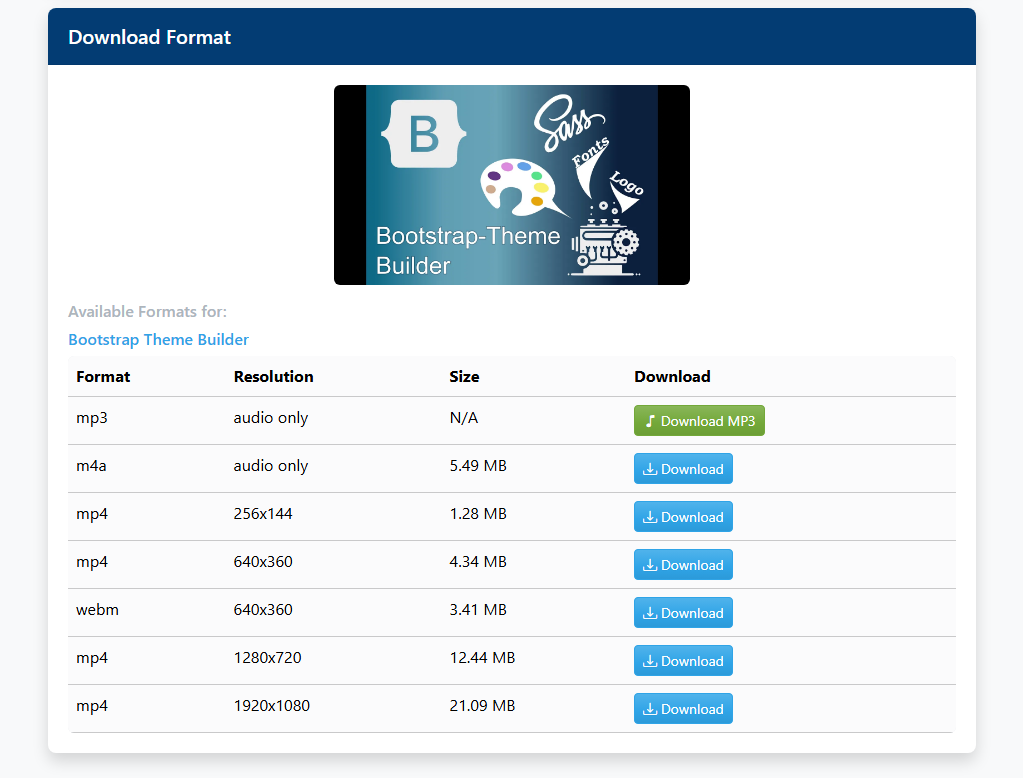 Download Format
B
Sass
Fonts
Logo
Bootstrap-Theme
Builder
Available Formats for:
Bootstrap Theme Builder
Format Resolution Size Download
mp3 audio only N/A Download MP3
m4a audio only 5.49 MB Download
mp4 256x144 1.28 MB Download
mp4 640x360 4.34 MB Download
webm 640x360 3.41 MB Download
mp4 1280x720 12.44 MB Download
mp4 1920x1080 21.09 MB Download